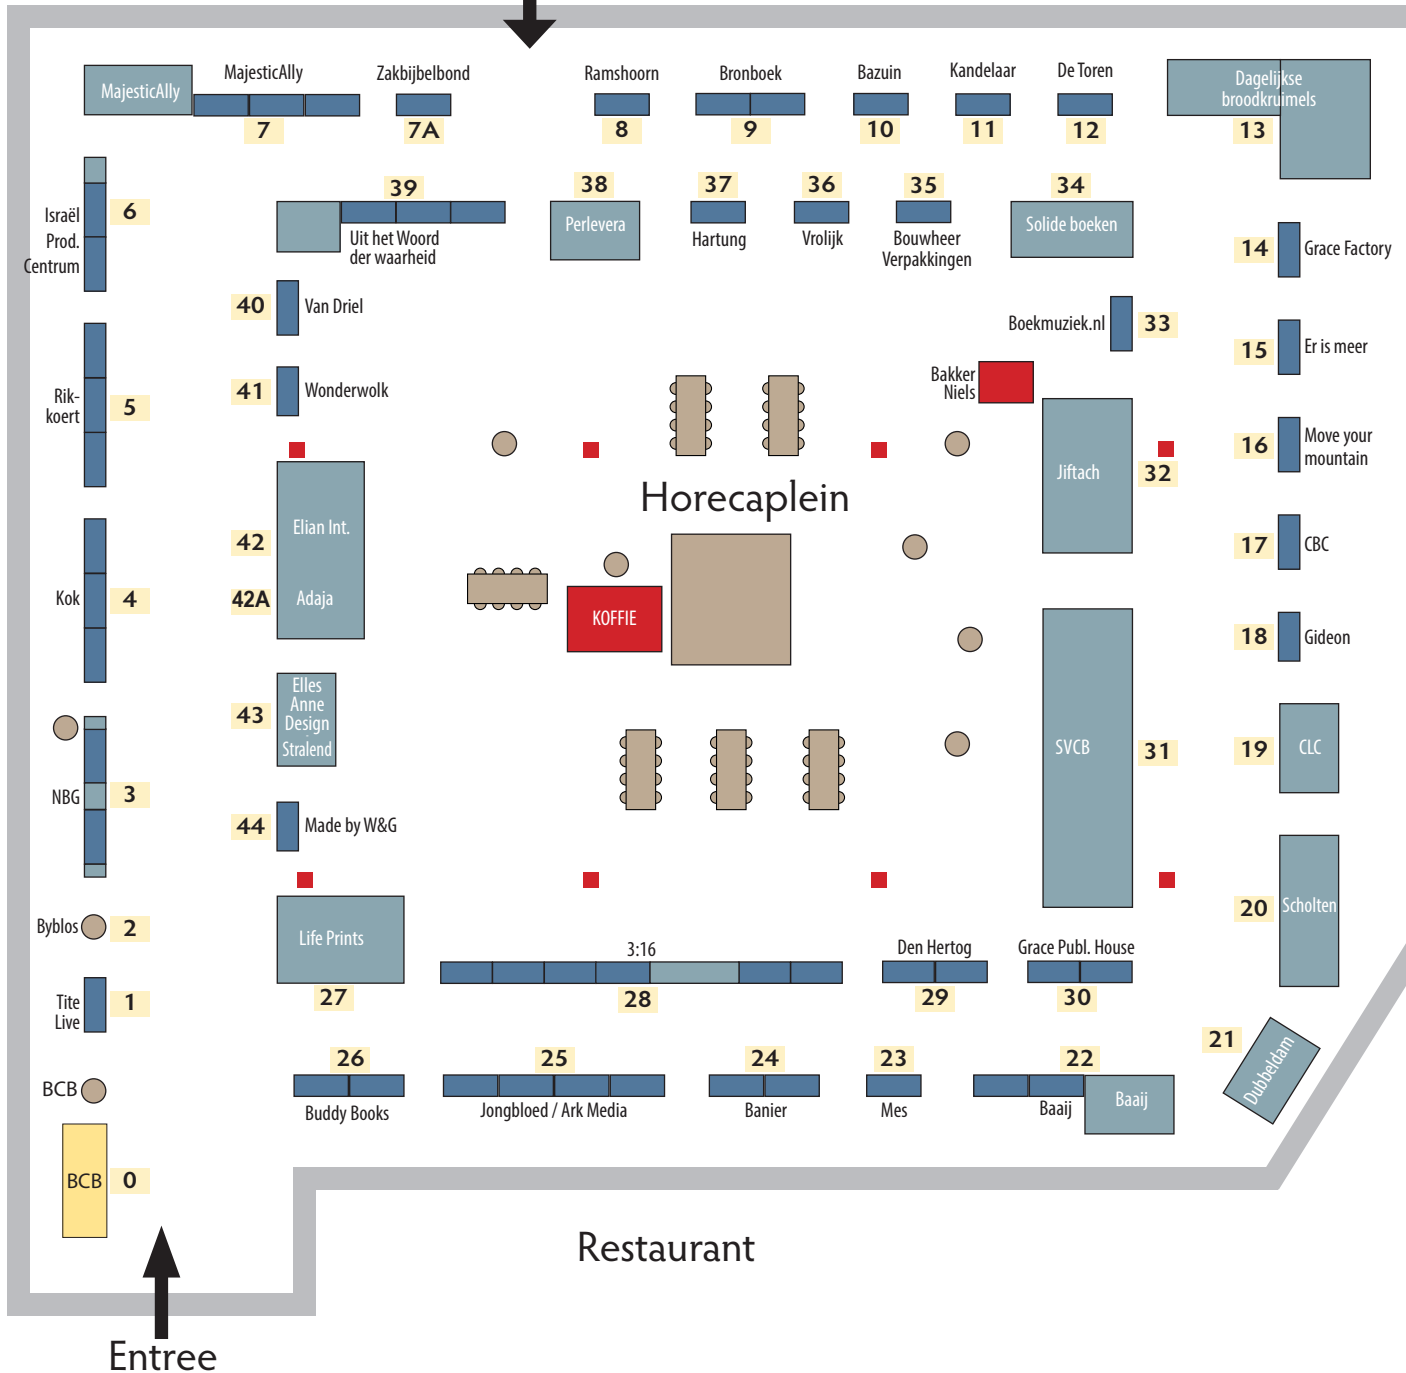 MajesticAlly
MajesticAlly
7
Zakbijbelbond
7A
Ramshoorn
8
Bronboek
9
Bazuin
10
Kandelaar
11
De Toren
12
Dagelijkse
broodkruimels
13
Israël
Prod.
Centrum
6
39
Uit het Woord
der waarheid
38
Perlevera
37
Hartung
36
Vrolijk
35
Bouwheer
Verpakkingen
34
Solide boeken
14
Grace Factory
40
Van Driel
Boekmuziek.nl
33
15
Er is meer
Rik-
koert
5
41
Wonderwolk
Bakker
Niels
16
Move your
mountain
Horecaplein
Jiftach
32
42
Elian Int.
17
CBC
Kok
4
42A
Adaja
KOFFIE
18
Gideon
43
Elles
Anne
Design
Stralend
SVCB
31
19
CLC
NBG
3
44
Made by W&G
Byblos
2
Life Prints
27
3:16
28
Den Hertog
29
Grace Publ. House
30
20
Scholten
Tite
Live
1
21
Dubbeldam
26
Buddy Books
25
Jongbloed / Ark Media
24
Banier
23
Mes
22
Baaij
Baaij
BCB
BCB
0
Restaurant
Entree